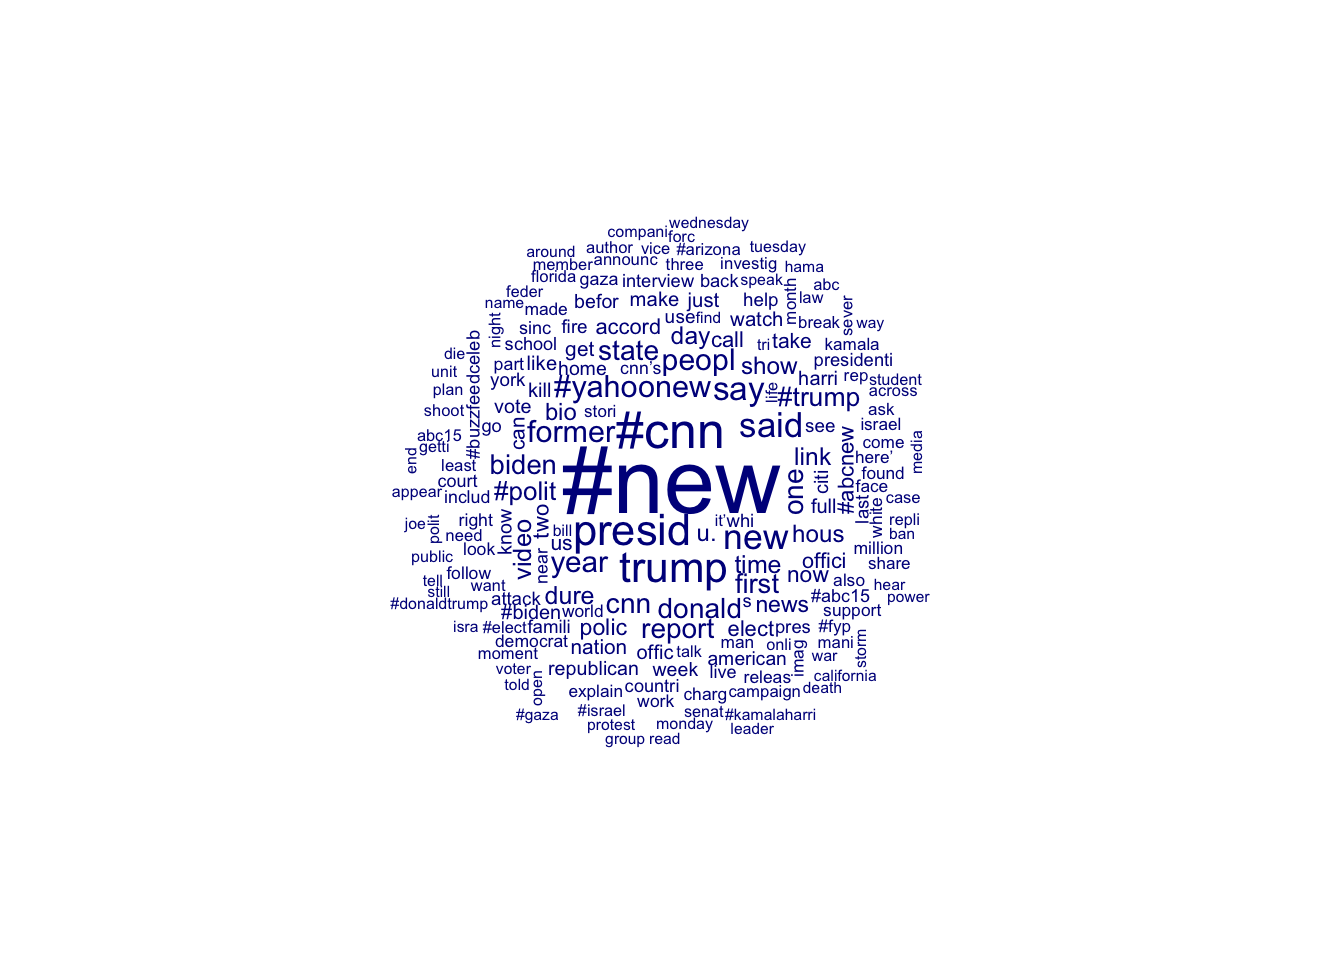 wednesday
compani forc
around author vice #arizona tuesday
member announc three investig hama
florida gaza interview back speak abc
feder month
name made befor make just help law sever
night sinc fire accord use find watch break way
school day call tri take kamala
die #buzzfeedceleb get state peopl show presidenti
unit part like home cnn's
plan york kill #yahoonew say life #trump harri rep student across
shoot vote bio stori ask
abc15 go can former #cnn said see israel
getti #abcnew come media
end least biden link here’
court #new one citi found
appear includ #polit full last face case
joe polit right know two bill presid u. it’ whi new hous white repli
need ban
public look video near us million
follow year trump time offici share
tell want first now also hear
still attack dure
#donaldtrump #biden world cnn donald s news #abc15 support power
isra #elect famili polic report elect pres #fyp
democrat nation offic talk man onli imag mani storm
moment american war
voter republican week live releas california
told open explain countri charg campaign death
work
#gaza #israel senat #kamalaharri
protest monday leader
group read